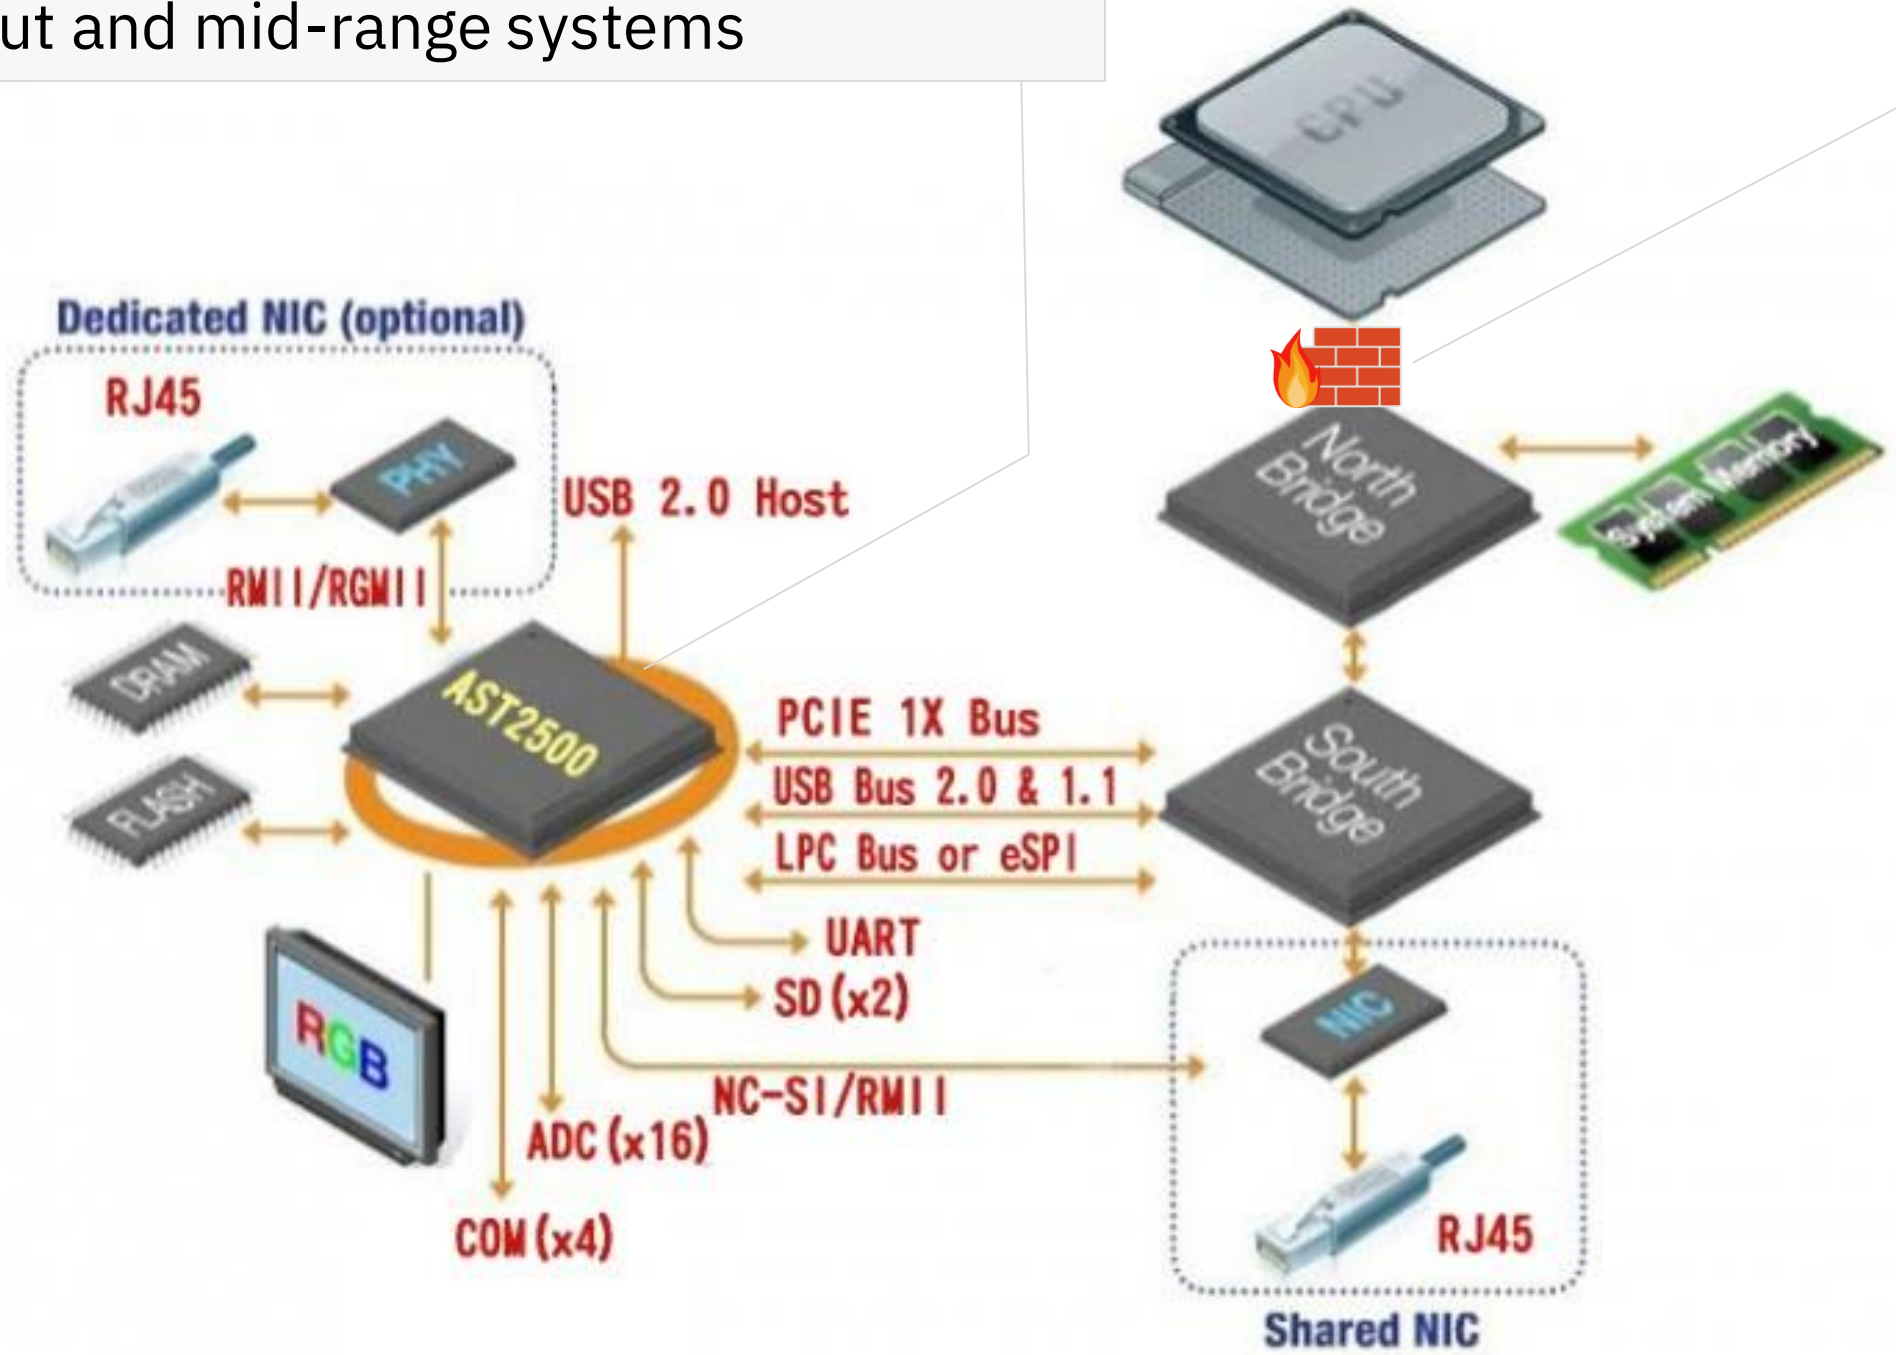 ut and mid-range systems
CPU
Dedicated NIC (optional)
RJ45
PHY
RMII/RGMII
USB 2.0 Host
North
Bridge
System Memory
DRAM
AST2500
FLASH
PCIE 1X Bus
USB Bus 2.0 & 1.1
LPC Bus or eSPI
South
Bridge
UART
SD(x2)
RGB
NIC
NC-SI/RMII
ADC(x16)
COM(x4)
RJ45
Shared NIC